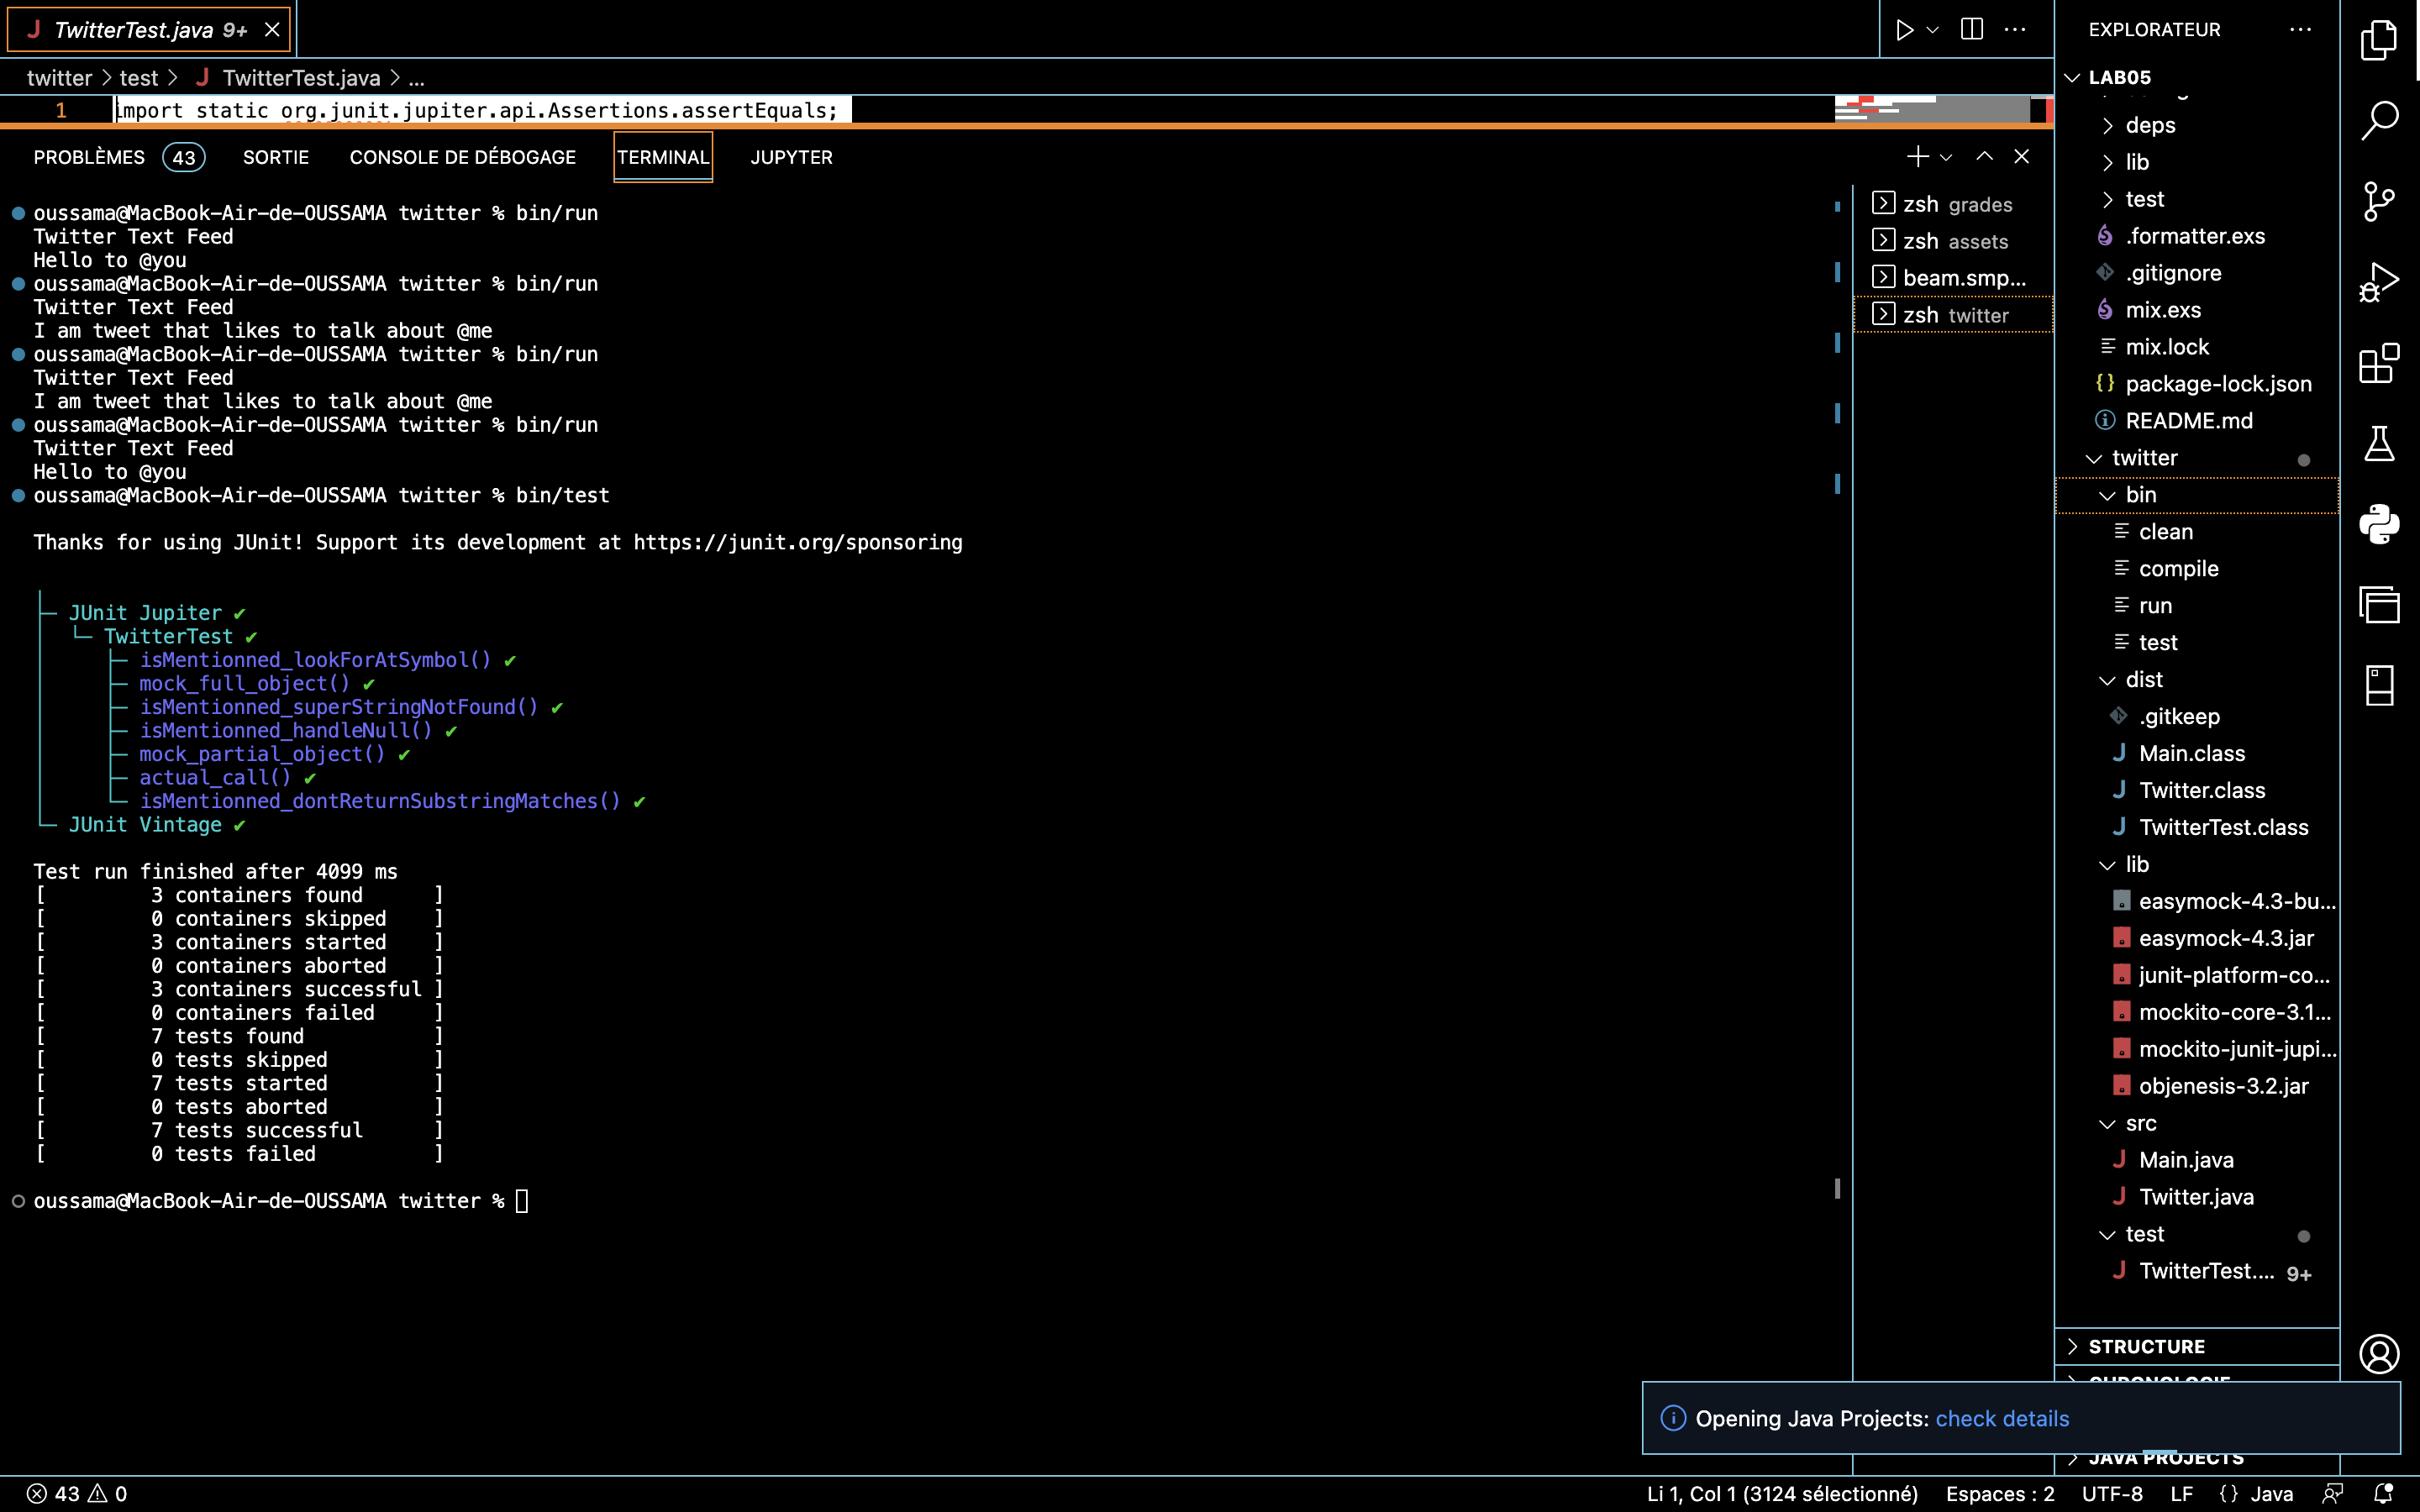 TwitterTest.java 9+
twitter > test > TwitterTest.java > ...
1 import static org.junit.jupiter.api.Assertions.assertEquals;
PROBLÈMES 43 SORTIE CONSOLE DE DÉBOGAGE TERMINAL JUPYTER
oussama@MacBook-Air-de-OUSSAMA twitter % bin/run
Twitter Text Feed
Hello to @you
oussama@MacBook-Air-de-OUSSAMA twitter % bin/run
Twitter Text Feed
I am tweet that likes to talk about @me
oussama@MacBook-Air-de-OUSSAMA twitter % bin/run
Twitter Text Feed
I am tweet that likes to talk about @me
oussama@MacBook-Air-de-OUSSAMA twitter % bin/run
Twitter Text Feed
Hello to @you
oussama@MacBook-Air-de-OUSSAMA twitter % bin/test
Thanks for using JUnit! Support its development at https://junit.org/sponsoring
JUnit Jupiter ✔
TwitterTest ✔
isMentionned_lookForAtSymbol() ✔
mock_full_object() ✔
isMentionned_superStringNotFound() ✔
isMentionned_handleNull() ✔
mock_partial_object() ✔
actual_call() ✔
isMentionned_dontReturnSubstringMatches() ✔
JUnit Vintage ✔
Test run finished after 4099 ms
[ 3 containers found ]
[ 0 containers skipped ]
[ 3 containers started ]
[ 0 containers aborted ]
[ 3 containers successful ]
[ 0 containers failed ]
[ 7 tests found ]
[ 0 tests skipped ]
[ 7 tests started ]
[ 0 tests aborted ]
[ 7 tests successful ]
[ 0 tests failed ]
oussama@MacBook-Air-de-OUSSAMA twitter %
zsh grades
zsh assets
beam.smp...
zsh twitter
EXPLORATEUR
LAB05
deps
lib
test
.formatter.exs
.gitignore
mix.exs
mix.lock
package-lock.json
README.md
twitter
bin
clean
compile
run
test
dist
.gitkeep
Main.class
Twitter.class
TwitterTest.class
lib
easymock-4.3-bu...
easymock-4.3.jar
junit-platform-co...
mockito-core-3.1...
mockito-junit-jupi...
objenesis-3.2.jar
src
Main.java
Twitter.java
test
TwitterTest.... 9+
STRUCTURE
CHRONOLOGIE
Opening Java Projects: check details
JAVA PROJECTS
43 0
Li 1, Col 1 (3124 sélectionné) Espaces : 2 UTF-8 LF {} Java